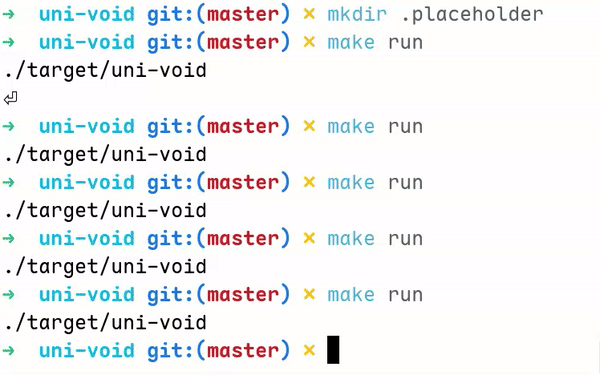 → uni-void git:(master) × mkdir .placeholder
→ uni-void git:(master) × make run
./target/uni-void
⏎
→ uni-void git:(master) × make run
./target/uni-void
→ uni-void git:(master) × make run
./target/uni-void
→ uni-void git:(master) × make run
./target/uni-void
→ uni-void git:(master) × make run
./target/uni-void
→ uni-void git:(master) ×